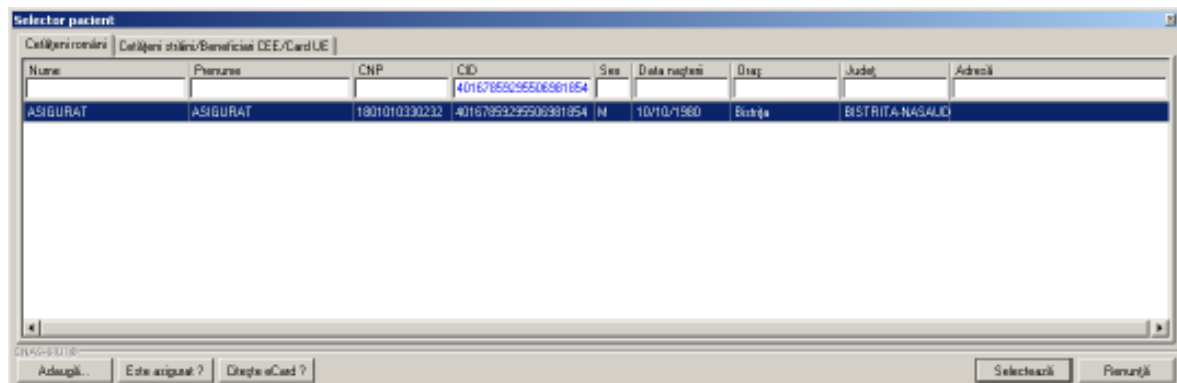 Selector pacient
Cetăţeni români Cetăţeni străini/Beneficiari CEE/Card UE
Nume Prenume CNP CID Sex Data naşterii Oraş Judeţ Adresă
40167859295506981854
ASIGURAT ASIGURAT 1801010330232 40167859295506981854 M 10/10/1980 Bistriţa BISTRITA-NASAUD
Adaugă... Este asigurat ? Citeşte eCard ? Selectează Renunţă